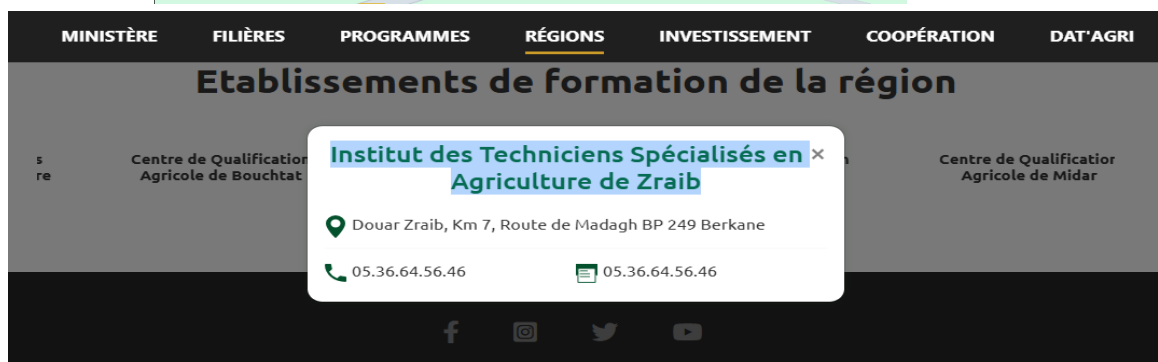 MINISTÈRE FILIÈRES PROGRAMMES RÉGIONS INVESTISSEMENT COOPÉRATION DAT'AGRI
Etablissements de formation de la région
Centre de Qualification
Agricole de Bouchtat
Institut des Techniciens Spécialisés en ×
Agriculture de Zraib
Douar Zraib, Km 7, Route de Madagh BP 249 Berkane
05.36.64.56.46 05.36.64.56.46
Centre de Qualification
Agricole de Midar